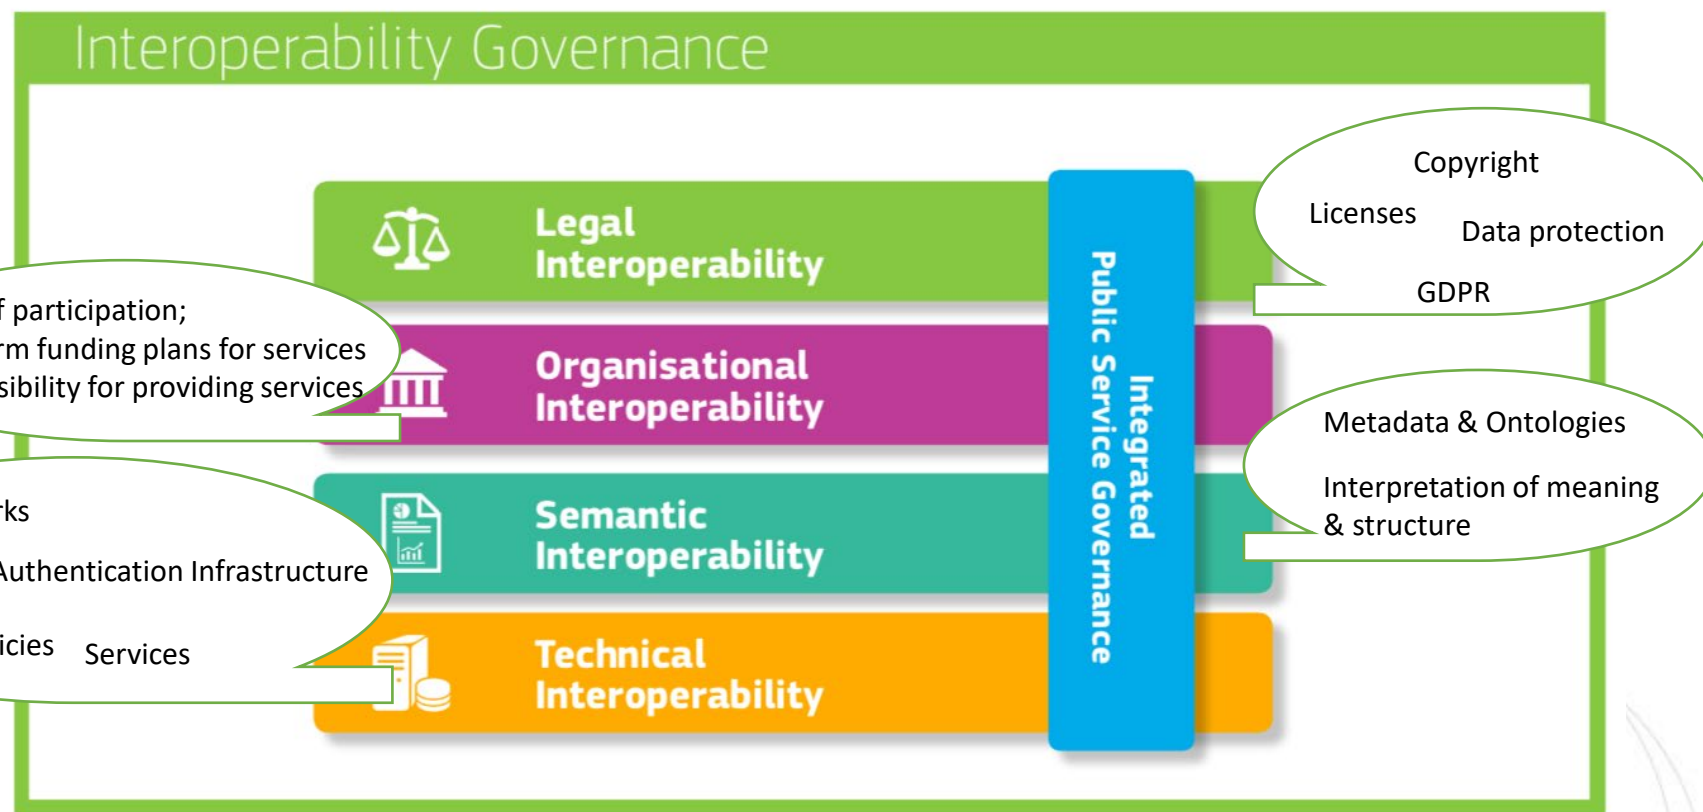 Interoperability Governance
Legal
Interoperability
Organisational
Interoperability
Semantic
Interoperability
Technical
Interoperability
Integrated
Public Service Governance
Copyright
Licenses
Data protection
GDPR
participation;
funding plans for services
for providing services
Metadata & Ontologies
Interpretation of meaning
& structure
Authentication Infrastructure
Services